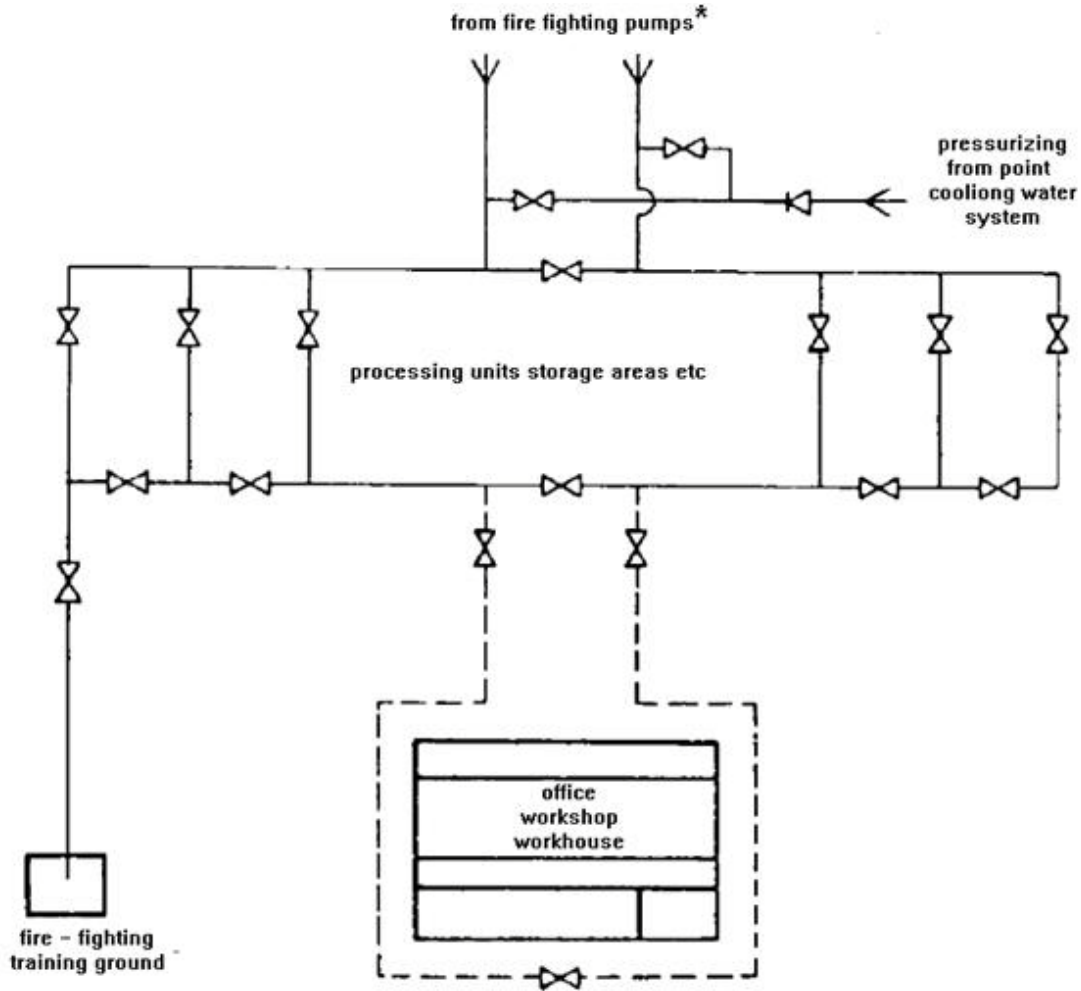 from fire fighting pumps*
pressurizing
from point
cooliong water
system
processing units storage areas etc
office
workshop
workhouse
fire - fighting
training ground